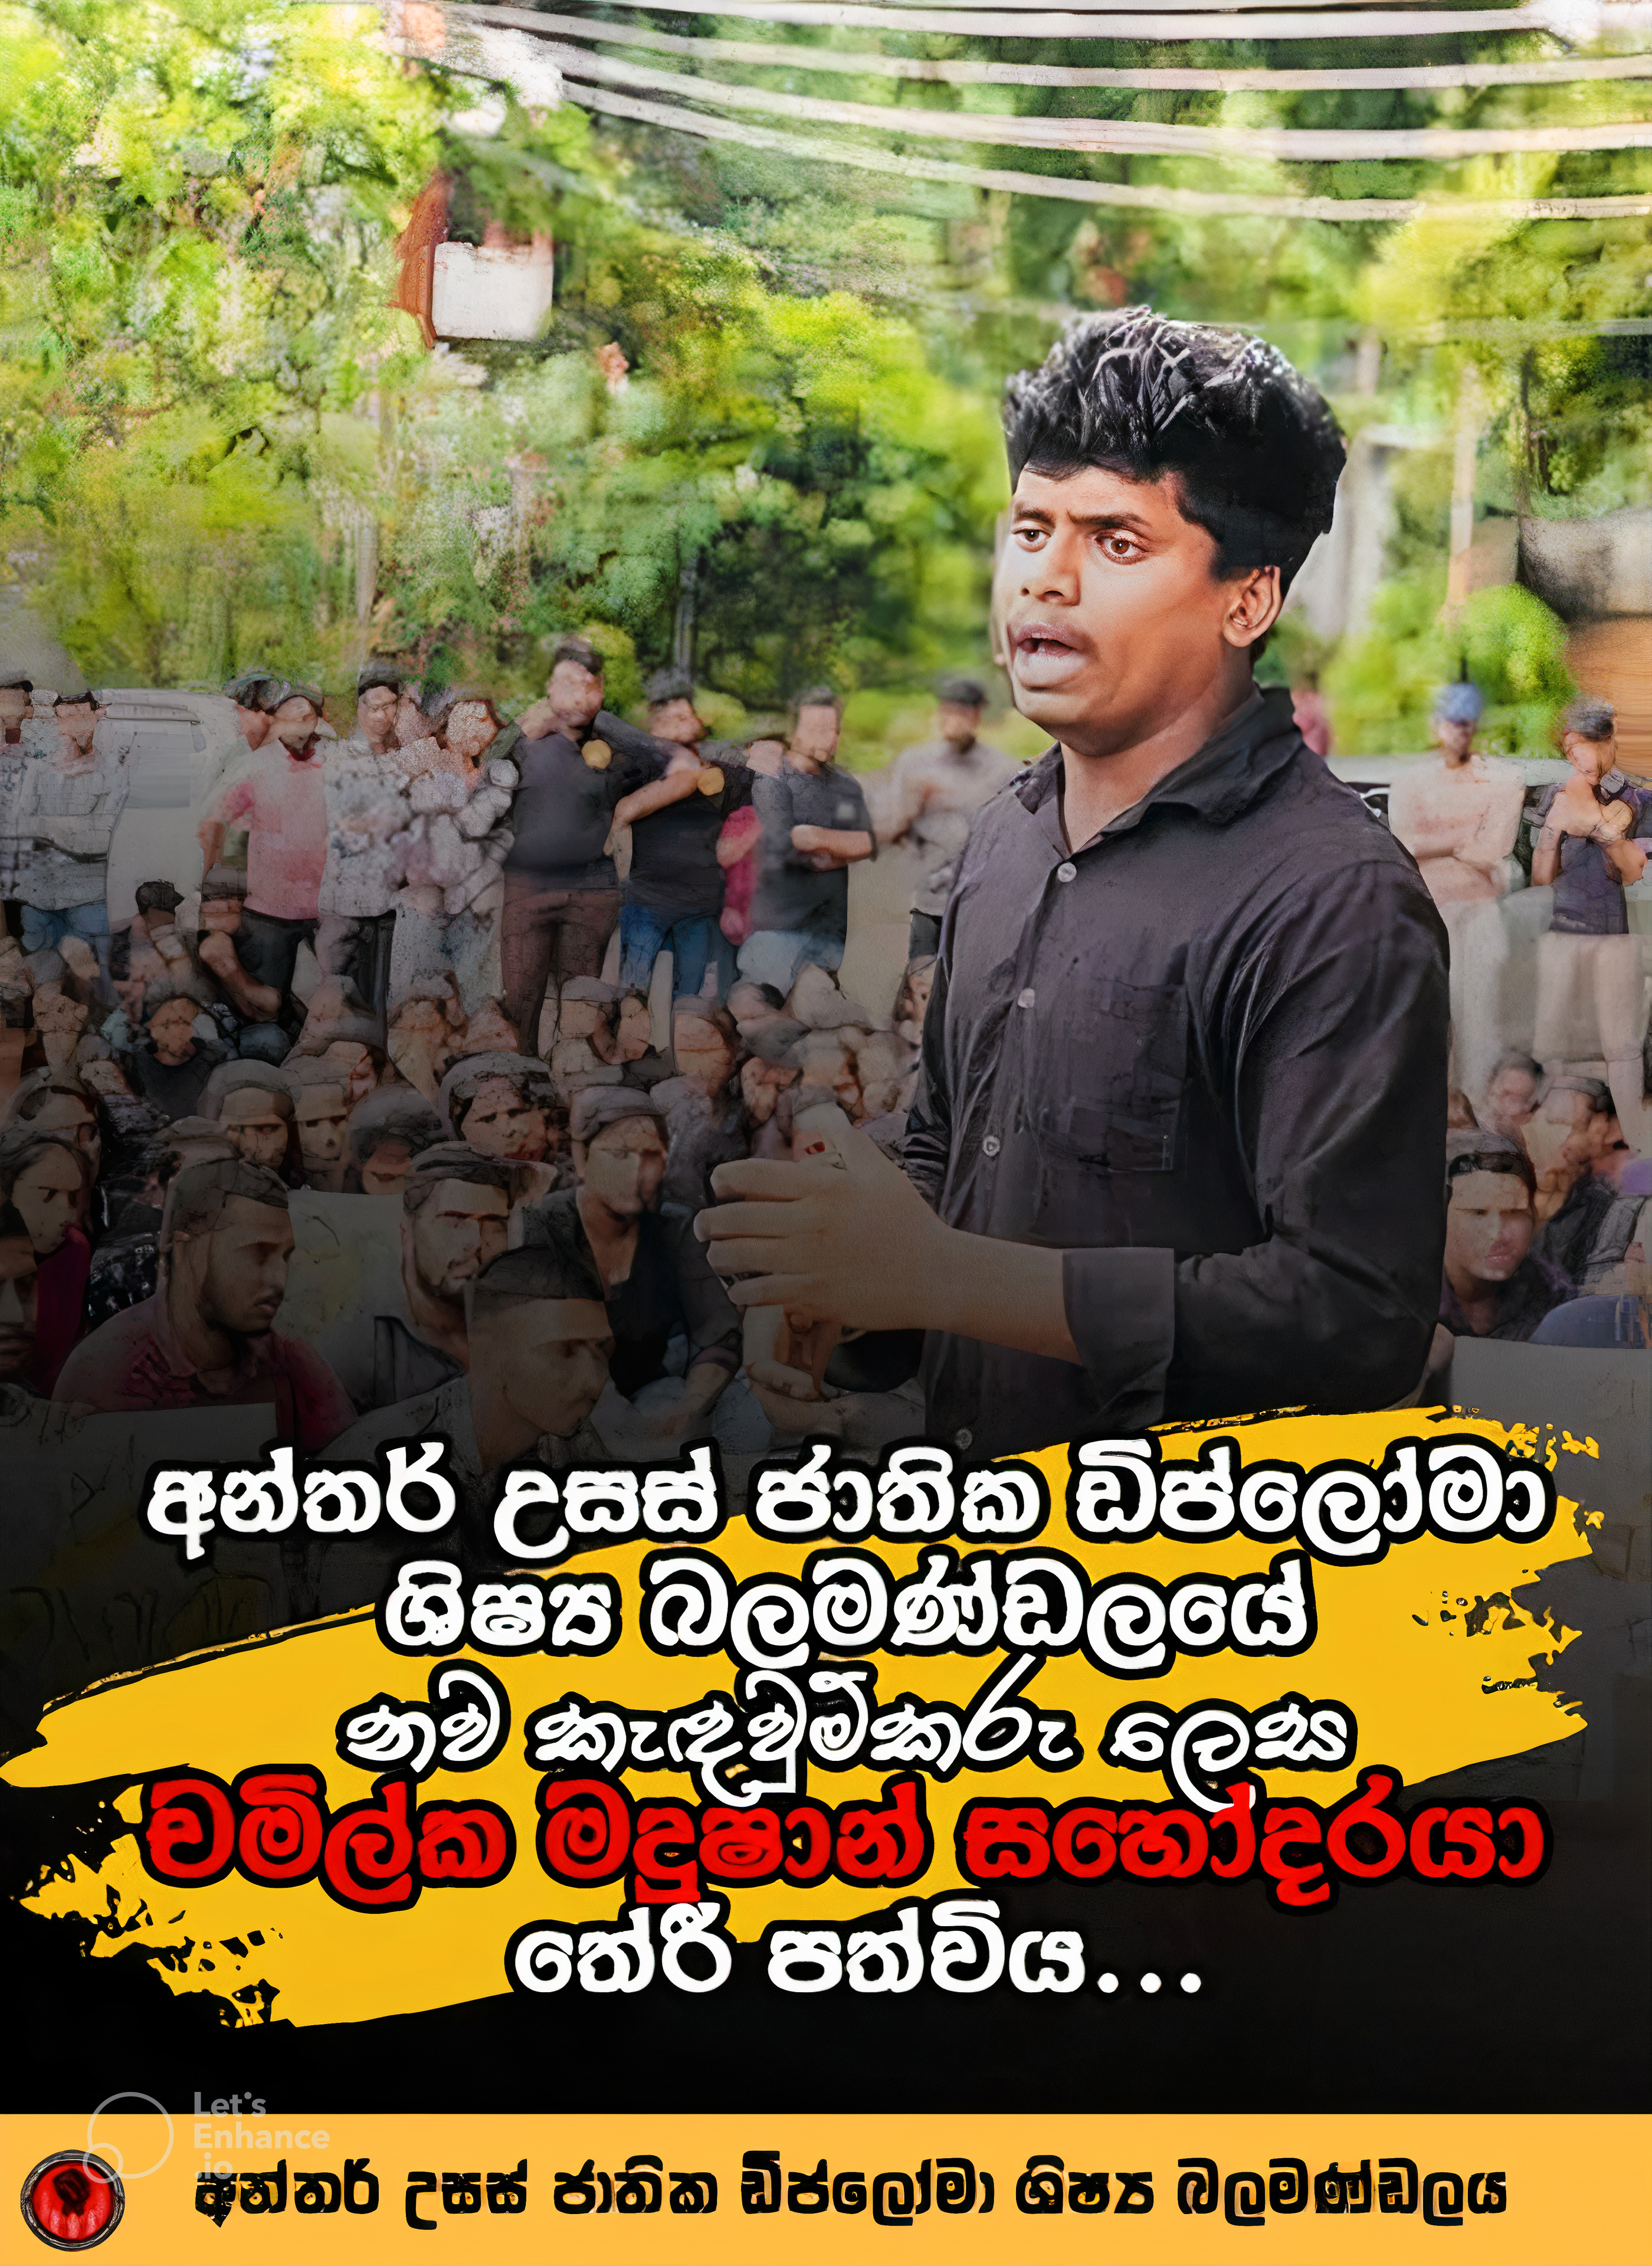 අන්තර් උසස් ජාතික ඩිප්ලෝමා
ශිෂ්‍ය බලමණ්ඩලයේ
නව කැඳවුම්කරු ලෙස
චමිල්ක මදුෂාන් සහෝදරයා
තේරී පත්විය...
Let's
Enhance
.io
අන්තර් උසස් ජාතික ඩිප්ලෝමා ශිෂ්‍ය බලමණ්ඩලය